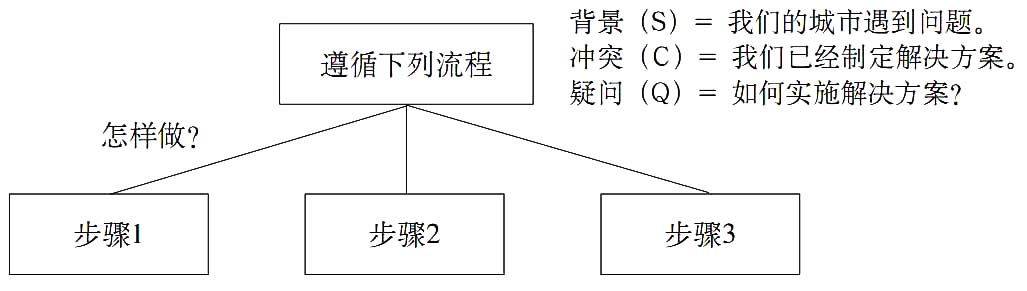 背景（S）= 我们的城市遇到问题。
冲突（C）= 我们已经制定解决方案。
疑问（Q）= 如何实施解决方案？
遵循下列流程
怎样做？
步骤1
步骤2
步骤3